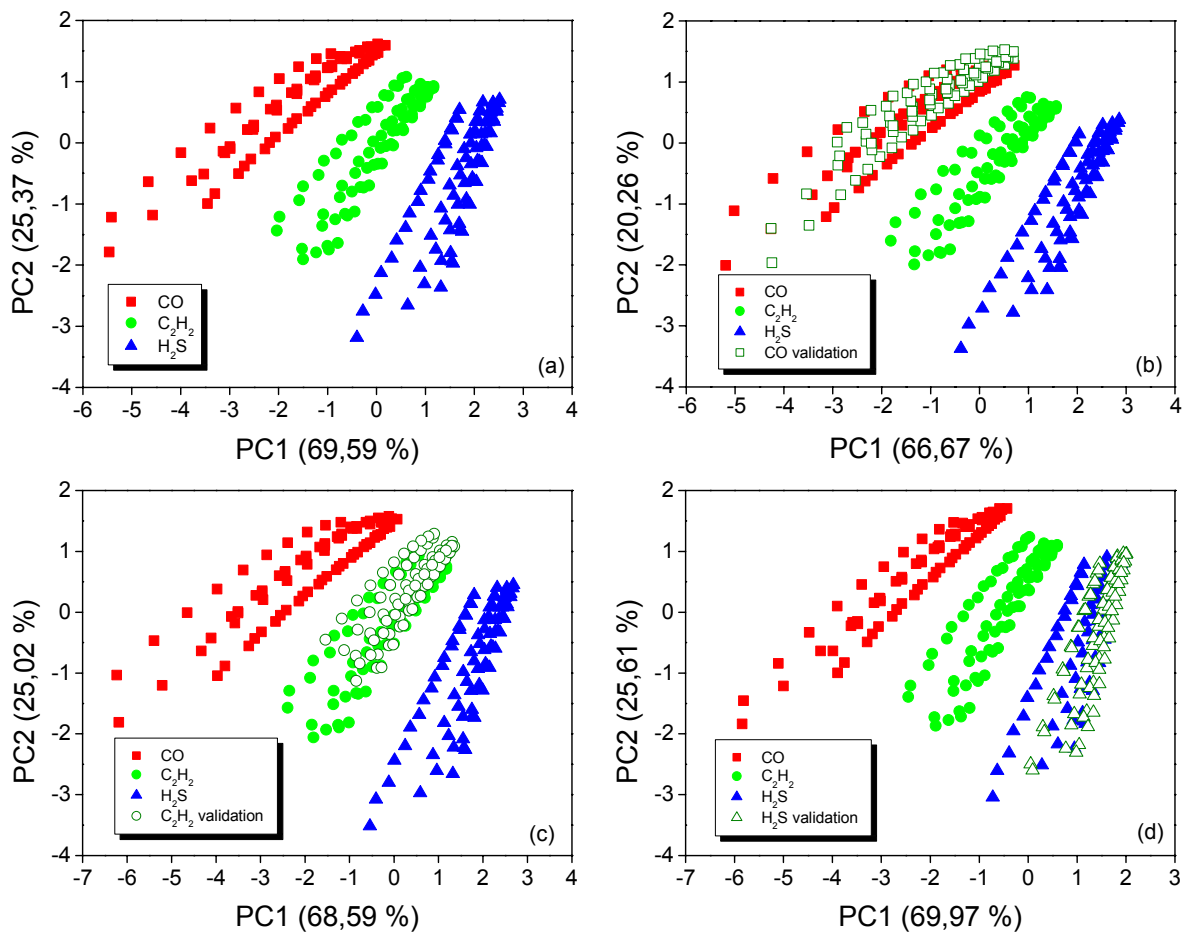 2
1
0
-1
-2
-3
-4
PC2 (25,37 %)
CO
C₂H₂
H₂S
(a)
-6 -5 -4 -3 -2 -1 0 1 2 3 4
PC1 (69,59 %)
2
1
0
-1
-2
-3
-4
PC2 (20,26 %)
CO
C₂H₂
H₂S
CO validation
(b)
-6 -5 -4 -3 -2 -1 0 1 2 3 4
PC1 (66,67 %)
2
1
0
-1
-2
-3
-4
PC2 (25,02 %)
CO
C₂H₂
H₂S
C₂H₂ validation
(c)
-7 -6 -5 -4 -3 -2 -1 0 1 2 3 4
PC1 (68,59 %)
2
1
0
-1
-2
-3
-4
PC2 (25,61 %)
CO
C₂H₂
H₂S
H₂S validation
(d)
-7 -6 -5 -4 -3 -2 -1 0 1 2 3
PC1 (69,97 %)